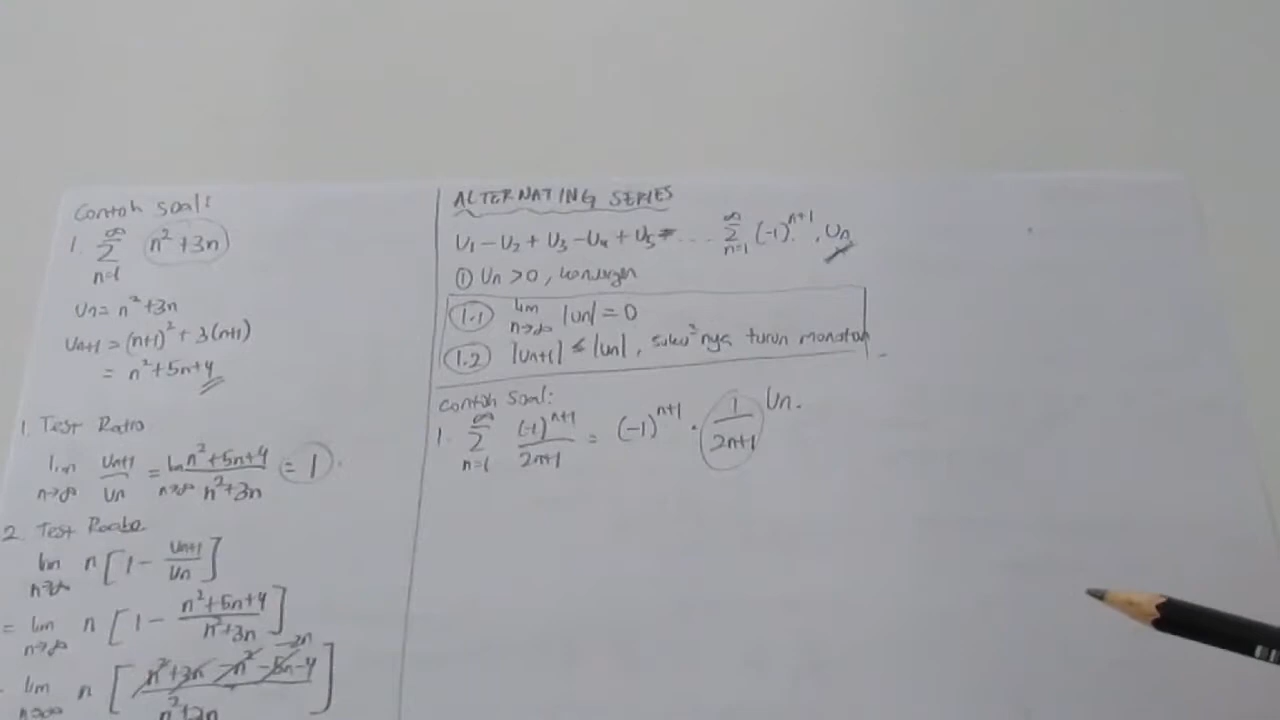 Contoh soal:
1. ∞ Σ n=1 n² + 3n
Un = n² + 3n
Un+1 = (n+1)² + 3(n+1)
= n² + 5n + 4
1. Test Ratio
lim n→∞ Un+1/Un = lim n→∞ (n² + 5n + 4)/(n² + 3n) = 1
2. Test Raabe
lim n→∞ n [1 - Un+1/Un]
= lim n→∞ n [1 - (n² + 5n + 4)/(n² + 3n)]
-2n
lim n→∞ n [(n² + 3n - n² - 5n - 4)/(n² + 3n)]
ALTERNATING SERIES
U1 - U2 + U3 - U4 + U5 - .... ∞ Σ n=1 (-1)^n+1 . Un
① Un > 0, konvergen
1.1 lim n→∞ |Un| = 0
1.2 |Un+1| ≤ |Un|, suku²nya turun monoton
Contoh soal:
1. ∞ Σ n=1 (-1)^n+1/(2n+1) = (-1)^n+1 . 1/(2n+1) Un.